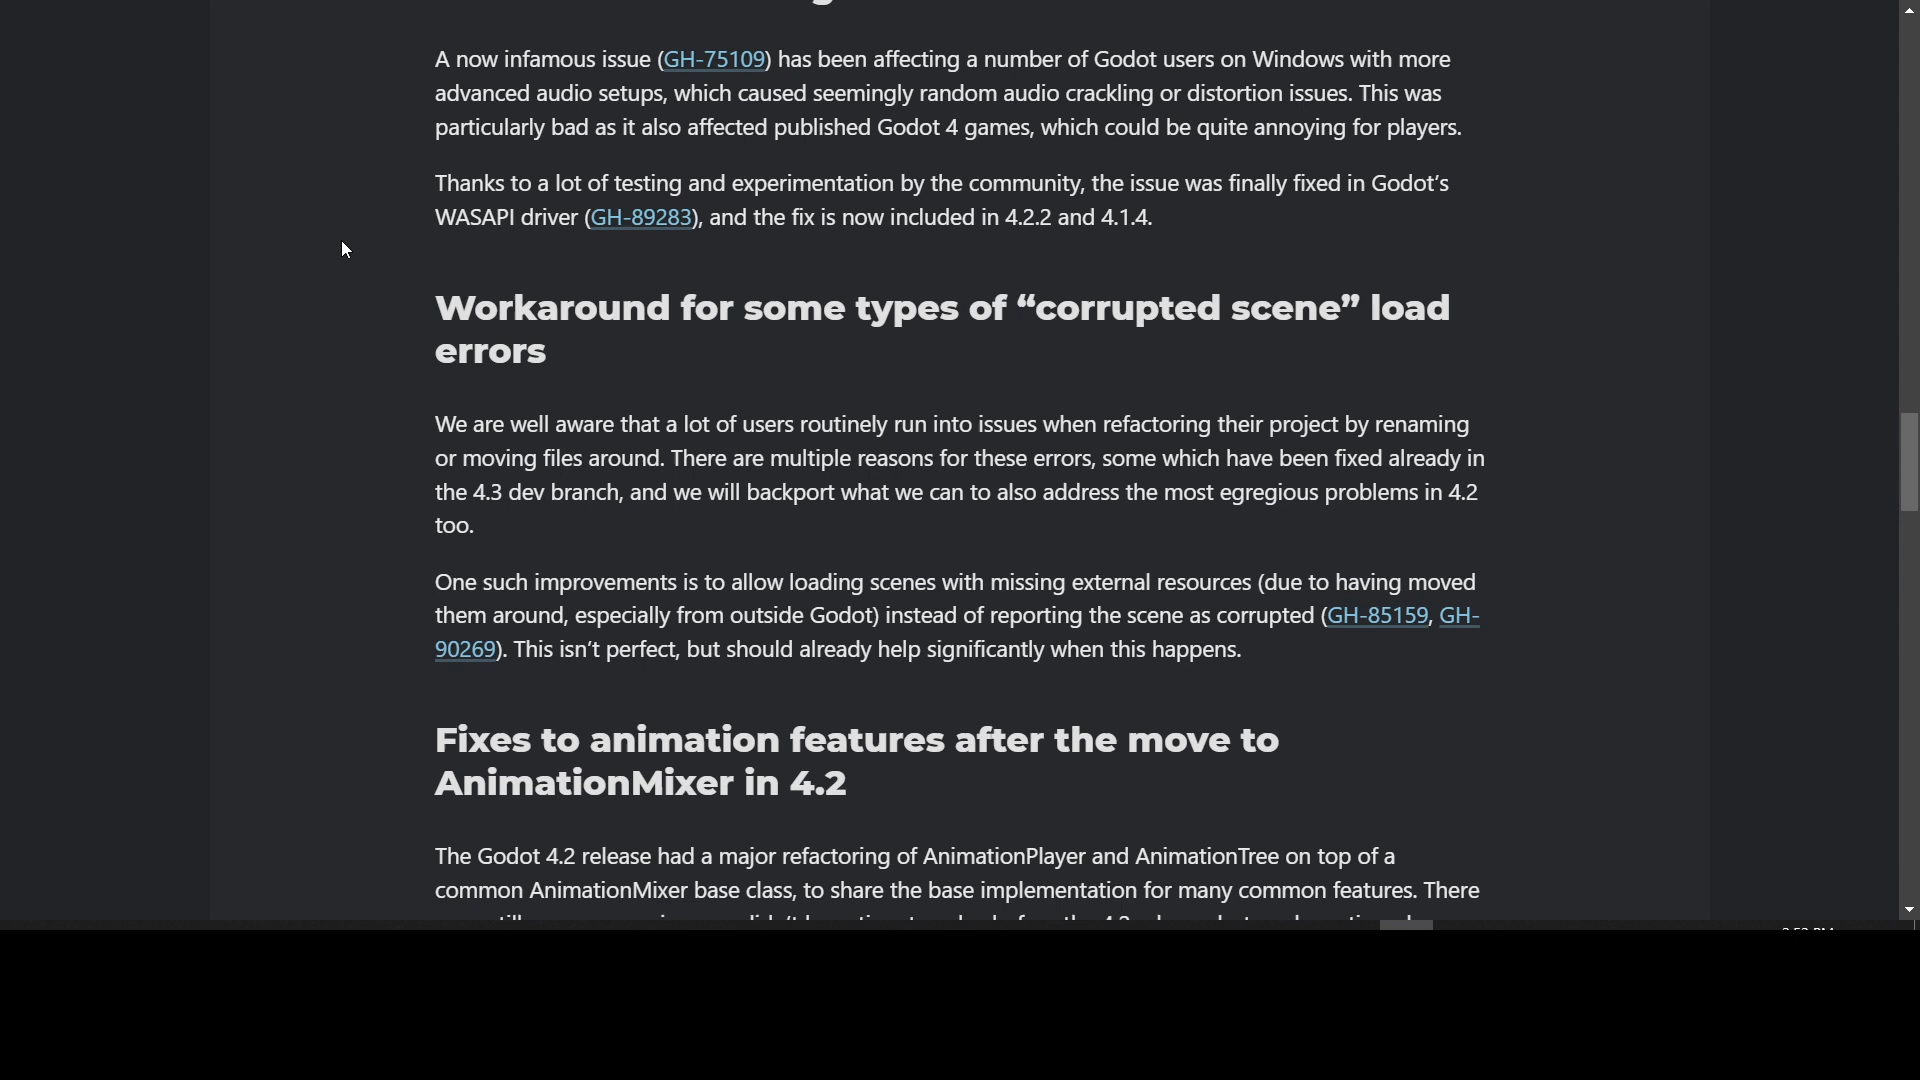 A now infamous issue (GH-75109) has been affecting a number of Godot users on Windows with more
advanced audio setups, which caused seemingly random audio crackling or distortion issues. This was
particularly bad as it also affected published Godot 4 games, which could be quite annoying for players.
Thanks to a lot of testing and experimentation by the community, the issue was finally fixed in Godot’s
WASAPI driver (GH-89283), and the fix is now included in 4.2.2 and 4.1.4.
Workaround for some types of “corrupted scene” load
errors
We are well aware that a lot of users routinely run into issues when refactoring their project by renaming
or moving files around. There are multiple reasons for these errors, some which have been fixed already in
the 4.3 dev branch, and we will backport what we can to also address the most egregious problems in 4.2
too.
One such improvements is to allow loading scenes with missing external resources (due to having moved
them around, especially from outside Godot) instead of reporting the scene as corrupted (GH-85159, GH-
90269). This isn’t perfect, but should already help significantly when this happens.
Fixes to animation features after the move to
AnimationMixer in 4.2
The Godot 4.2 release had a major refactoring of AnimationPlayer and AnimationTree on top of a
common AnimationMixer base class, to share the base implementation for many common features. There